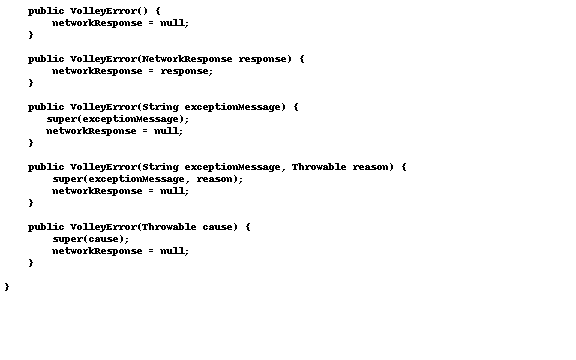 public VolleyError() {
networkResponse = null;
}
public VolleyError(NetworkResponse response) {
networkResponse = response;
}
public VolleyError(String exceptionMessage) {
super(exceptionMessage);
networkResponse = null;
}
public VolleyError(String exceptionMessage, Throwable reason) {
super(exceptionMessage, reason);
networkResponse = null;
}
public VolleyError(Throwable cause) {
super(cause);
networkResponse = null;
}
}